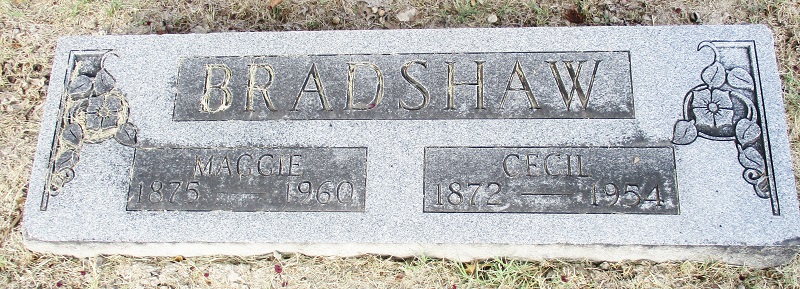 BRADSHAW
MAGGIE
1875 — 1960
CECIL
1872 — 1954